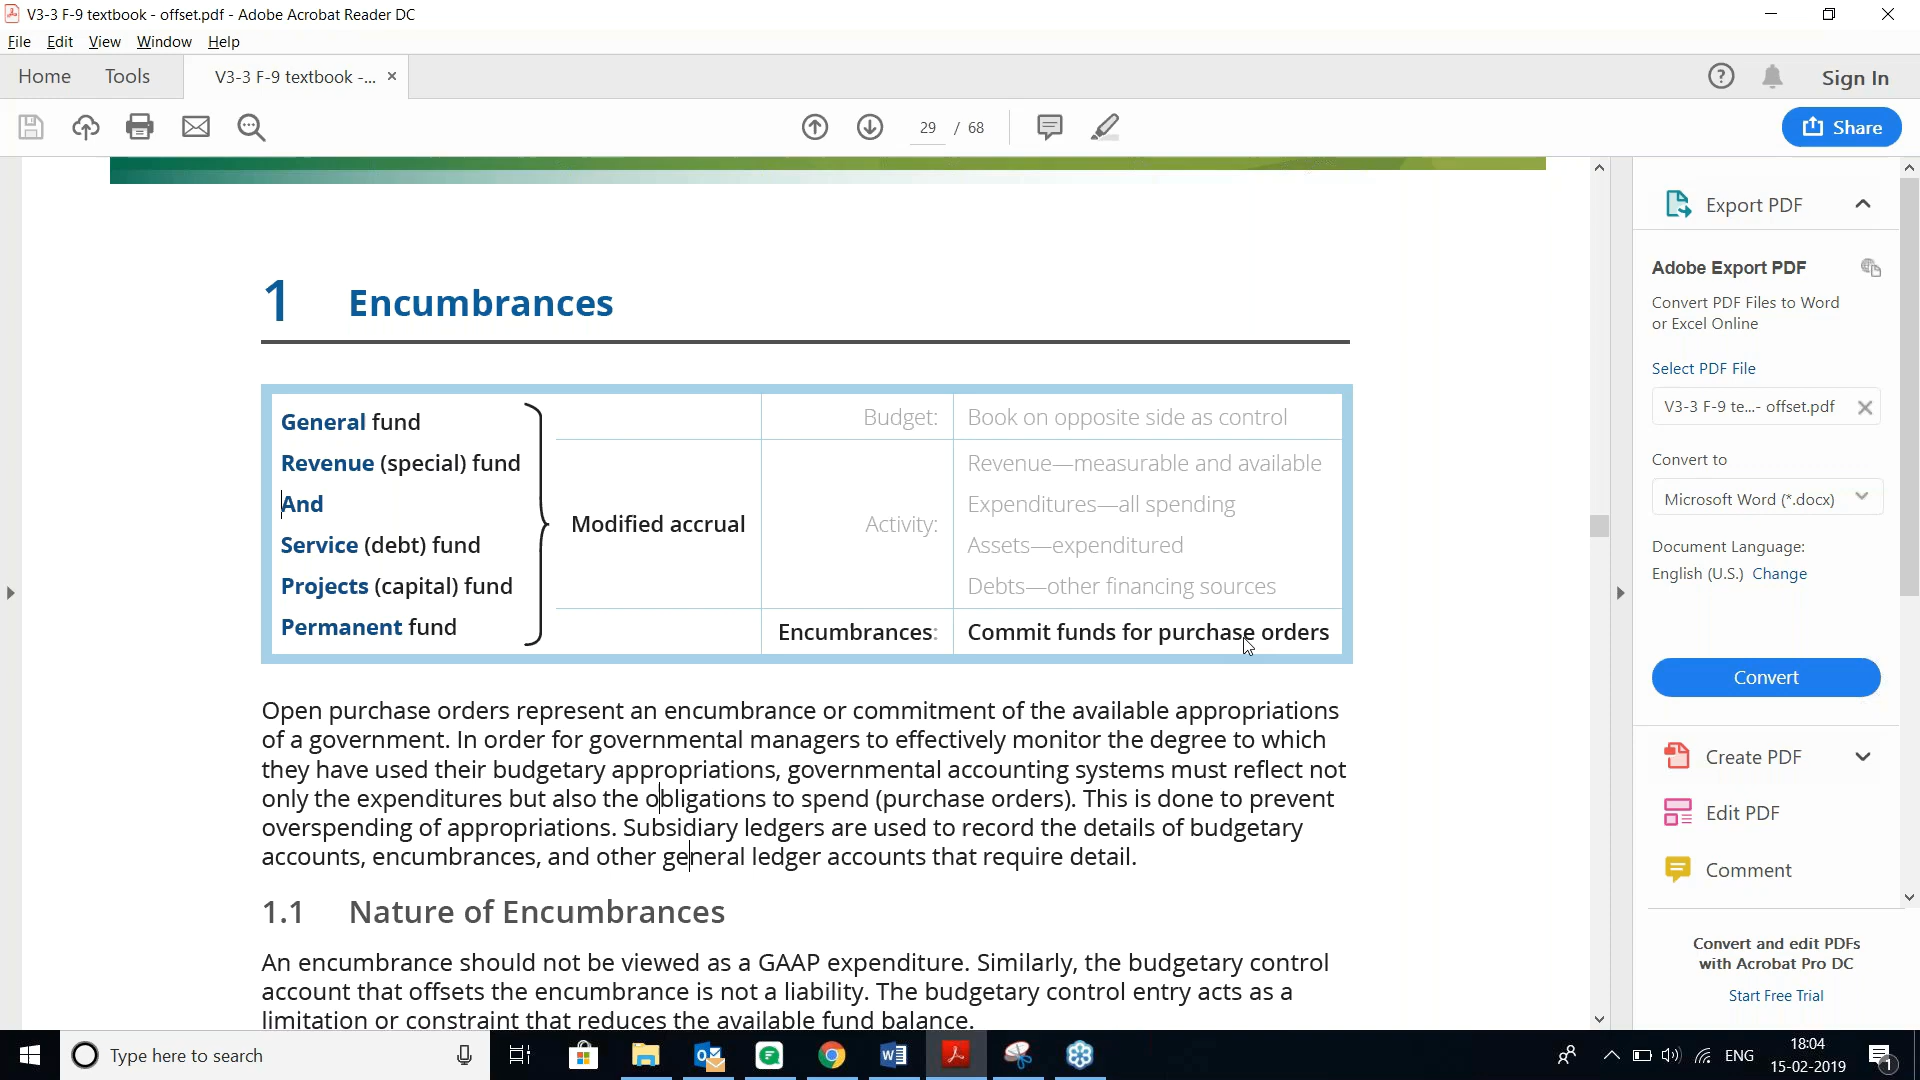 V3-3 F-9 textbook - offset.pdf - Adobe Acrobat Reader DC
File Edit View Window Help
Home Tools V3-3 F-9 textbook -... × Sign In
29 / 68 Share
1 Encumbrances
General fund
Revenue (special) fund
And
Service (debt) fund
Projects (capital) fund
Permanent fund
Modified accrual
Budget: Book on opposite side as control
Activity:
Revenue—measurable and available
Expenditures—all spending
Assets—expenditured
Debts—other financing sources
Encumbrances: Commit funds for purchase orders
Open purchase orders represent an encumbrance or commitment of the available appropriations
of a government. In order for governmental managers to effectively monitor the degree to which
they have used their budgetary appropriations, governmental accounting systems must reflect not
only the expenditures but also the obligations to spend (purchase orders). This is done to prevent
overspending of appropriations. Subsidiary ledgers are used to record the details of budgetary
accounts, encumbrances, and other general ledger accounts that require detail.
1.1 Nature of Encumbrances
An encumbrance should not be viewed as a GAAP expenditure. Similarly, the budgetary control
account that offsets the encumbrance is not a liability. The budgetary control entry acts as a
limitation or constraint that reduces the available fund balance.
Export PDF
Adobe Export PDF
Convert PDF Files to Word
or Excel Online
Select PDF File
V3-3 F-9 te...- offset.pdf
Convert to
Microsoft Word (*.docx)
Document Language:
English (U.S.) Change
Convert
Create PDF
Edit PDF
Comment
Convert and edit PDFs
with Acrobat Pro DC
Start Free Trial
Type here to search
ENG
18:04
15-02-2019
1